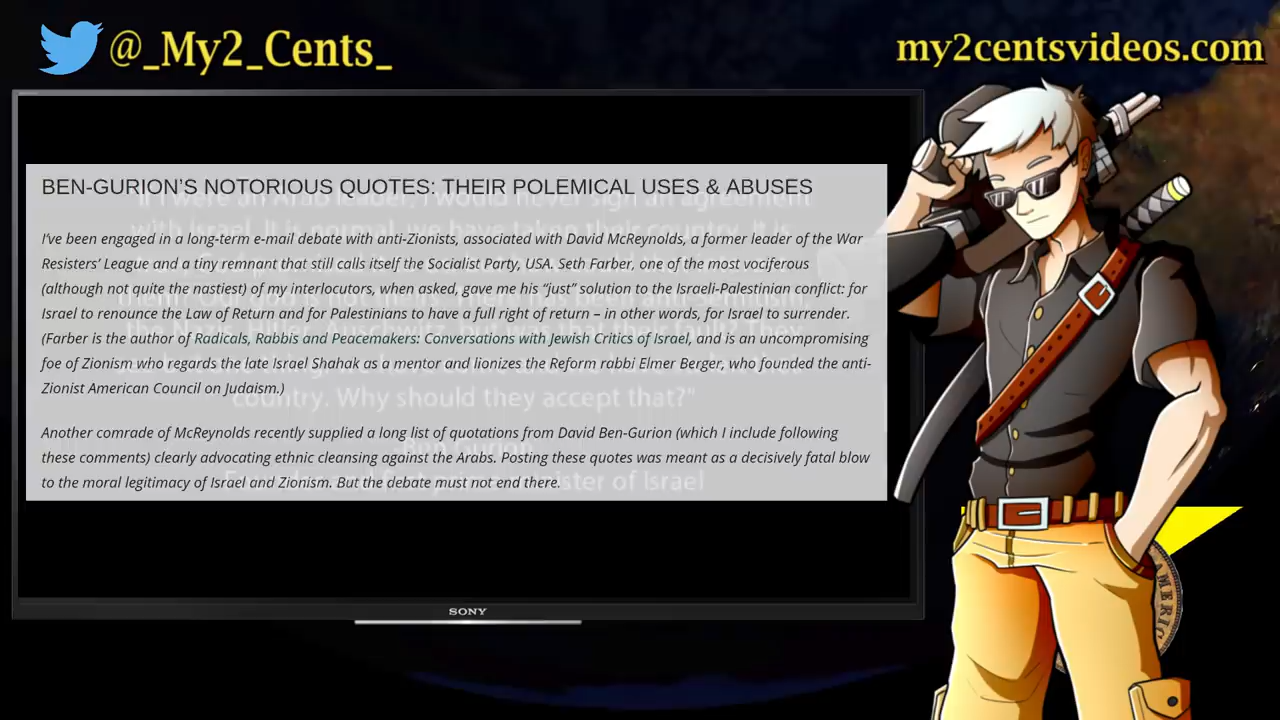 @_My2_Cents_
my2centsvideos.com
BEN-GURION'S NOTORIOUS QUOTES: THEIR POLEMICAL USES & ABUSES
I've been engaged in a long-term e-mail debate with anti-Zionists, associated with David McReynolds, a former leader of the War
Resisters' League and a tiny remnant that still calls itself the Socialist Party, USA. Seth Farber, one of the most vociferous
(although not quite the nastiest) of my interlocutors, when asked, gave me his "just" solution to the Israeli-Palestinian conflict: for
Israel to renounce the Law of Return and for Palestinians to have a full right of return – in other words, for Israel to surrender.
(Farber is the author of Radicals, Rabbis and Peacemakers: Conversations with Jewish Critics of Israel, and is an uncompromising
foe of Zionism who regards the late Israel Shahak as a mentor and lionizes the Reform rabbi Elmer Berger, who founded the anti-
Zionist American Council on Judaism.)
country. Why should they accept that?"
Another comrade of McReynolds recently supplied a long list of quotations from David Ben-Gurion (which I include following
these comments) clearly advocating ethnic cleansing against the Arabs. Posting these quotes was meant as a decisively fatal blow
to the moral legitimacy of Israel and Zionism. But the debate must not end there.
SONY
AMERIC